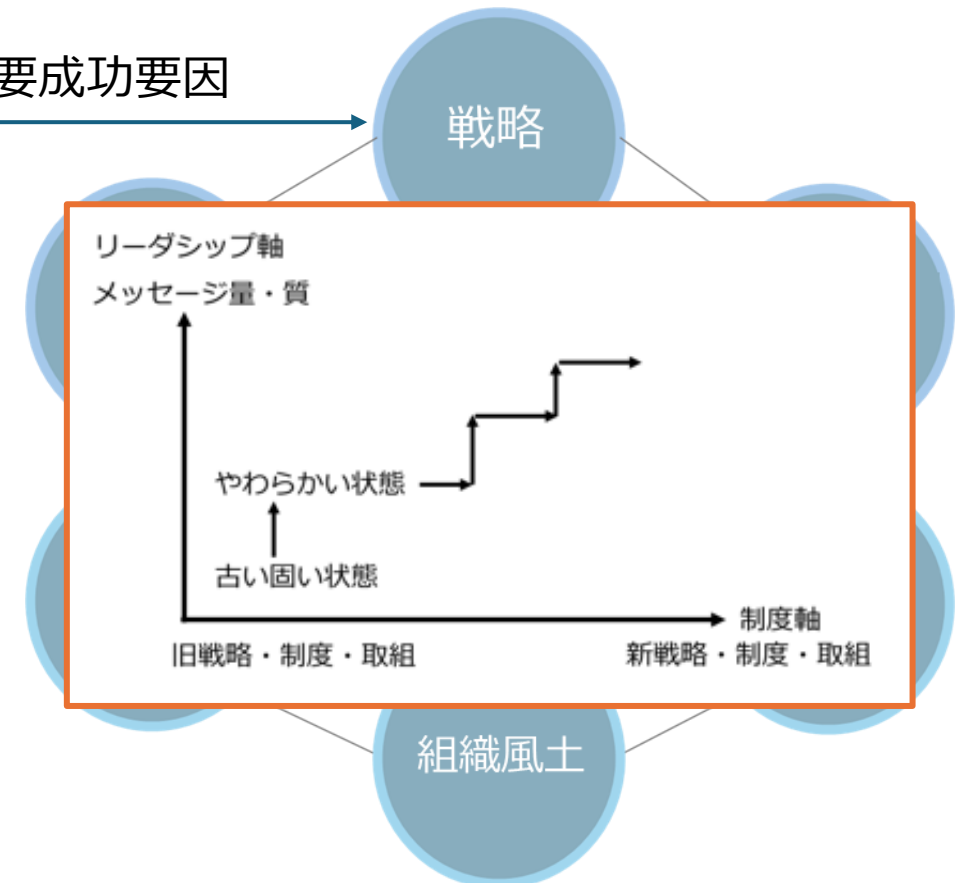 要成功要因
戦略
リーダシップ軸
メッセージ量・質
やわらかい状態
古い固い状態
制度軸
旧戦略・制度・取組
新戦略・制度・取組
組織風土